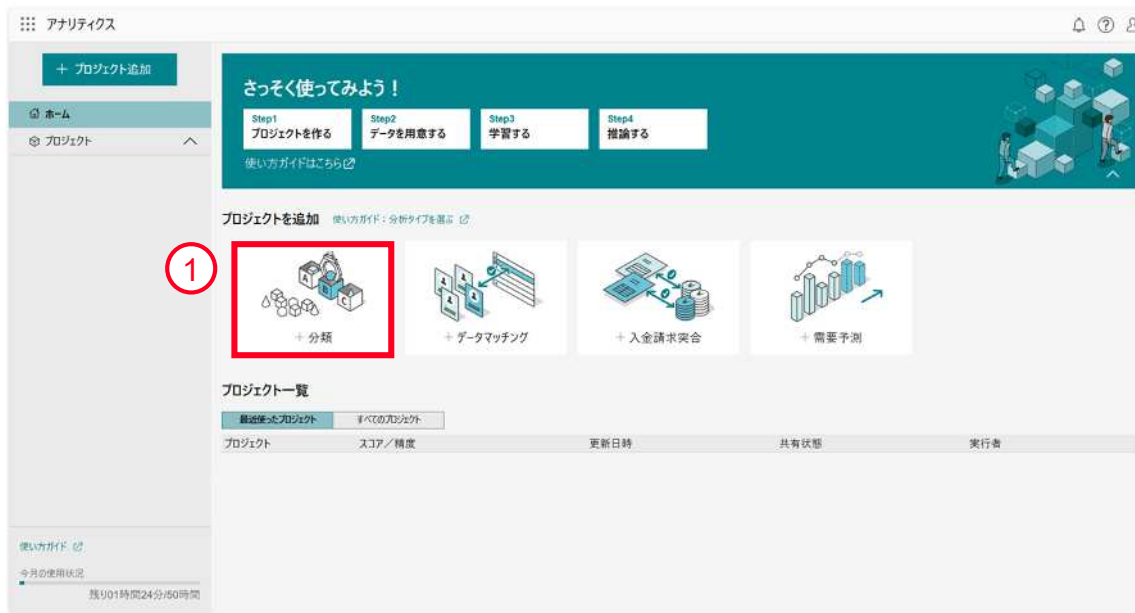 アナリティクス
+ プロジェクト追加
ホーム
プロジェクト
さっそく使ってみよう！
Step1
プロジェクトを作る
Step2
データを用意する
Step3
学習する
Step4
推論する
使い方ガイドはこちら
プロジェクトを追加 使い方ガイド：分析タイプを選ぶ
1
A B C
+ 分類
+ データマッチング
+ 入金請求突合
+ 需要予測
プロジェクト一覧
最近使ったプロジェクト すべてのプロジェクト
プロジェクト スコア／精度 更新日時 共有状態 実行者
使い方ガイド
今月の使用状況
残り01時間24分/50時間